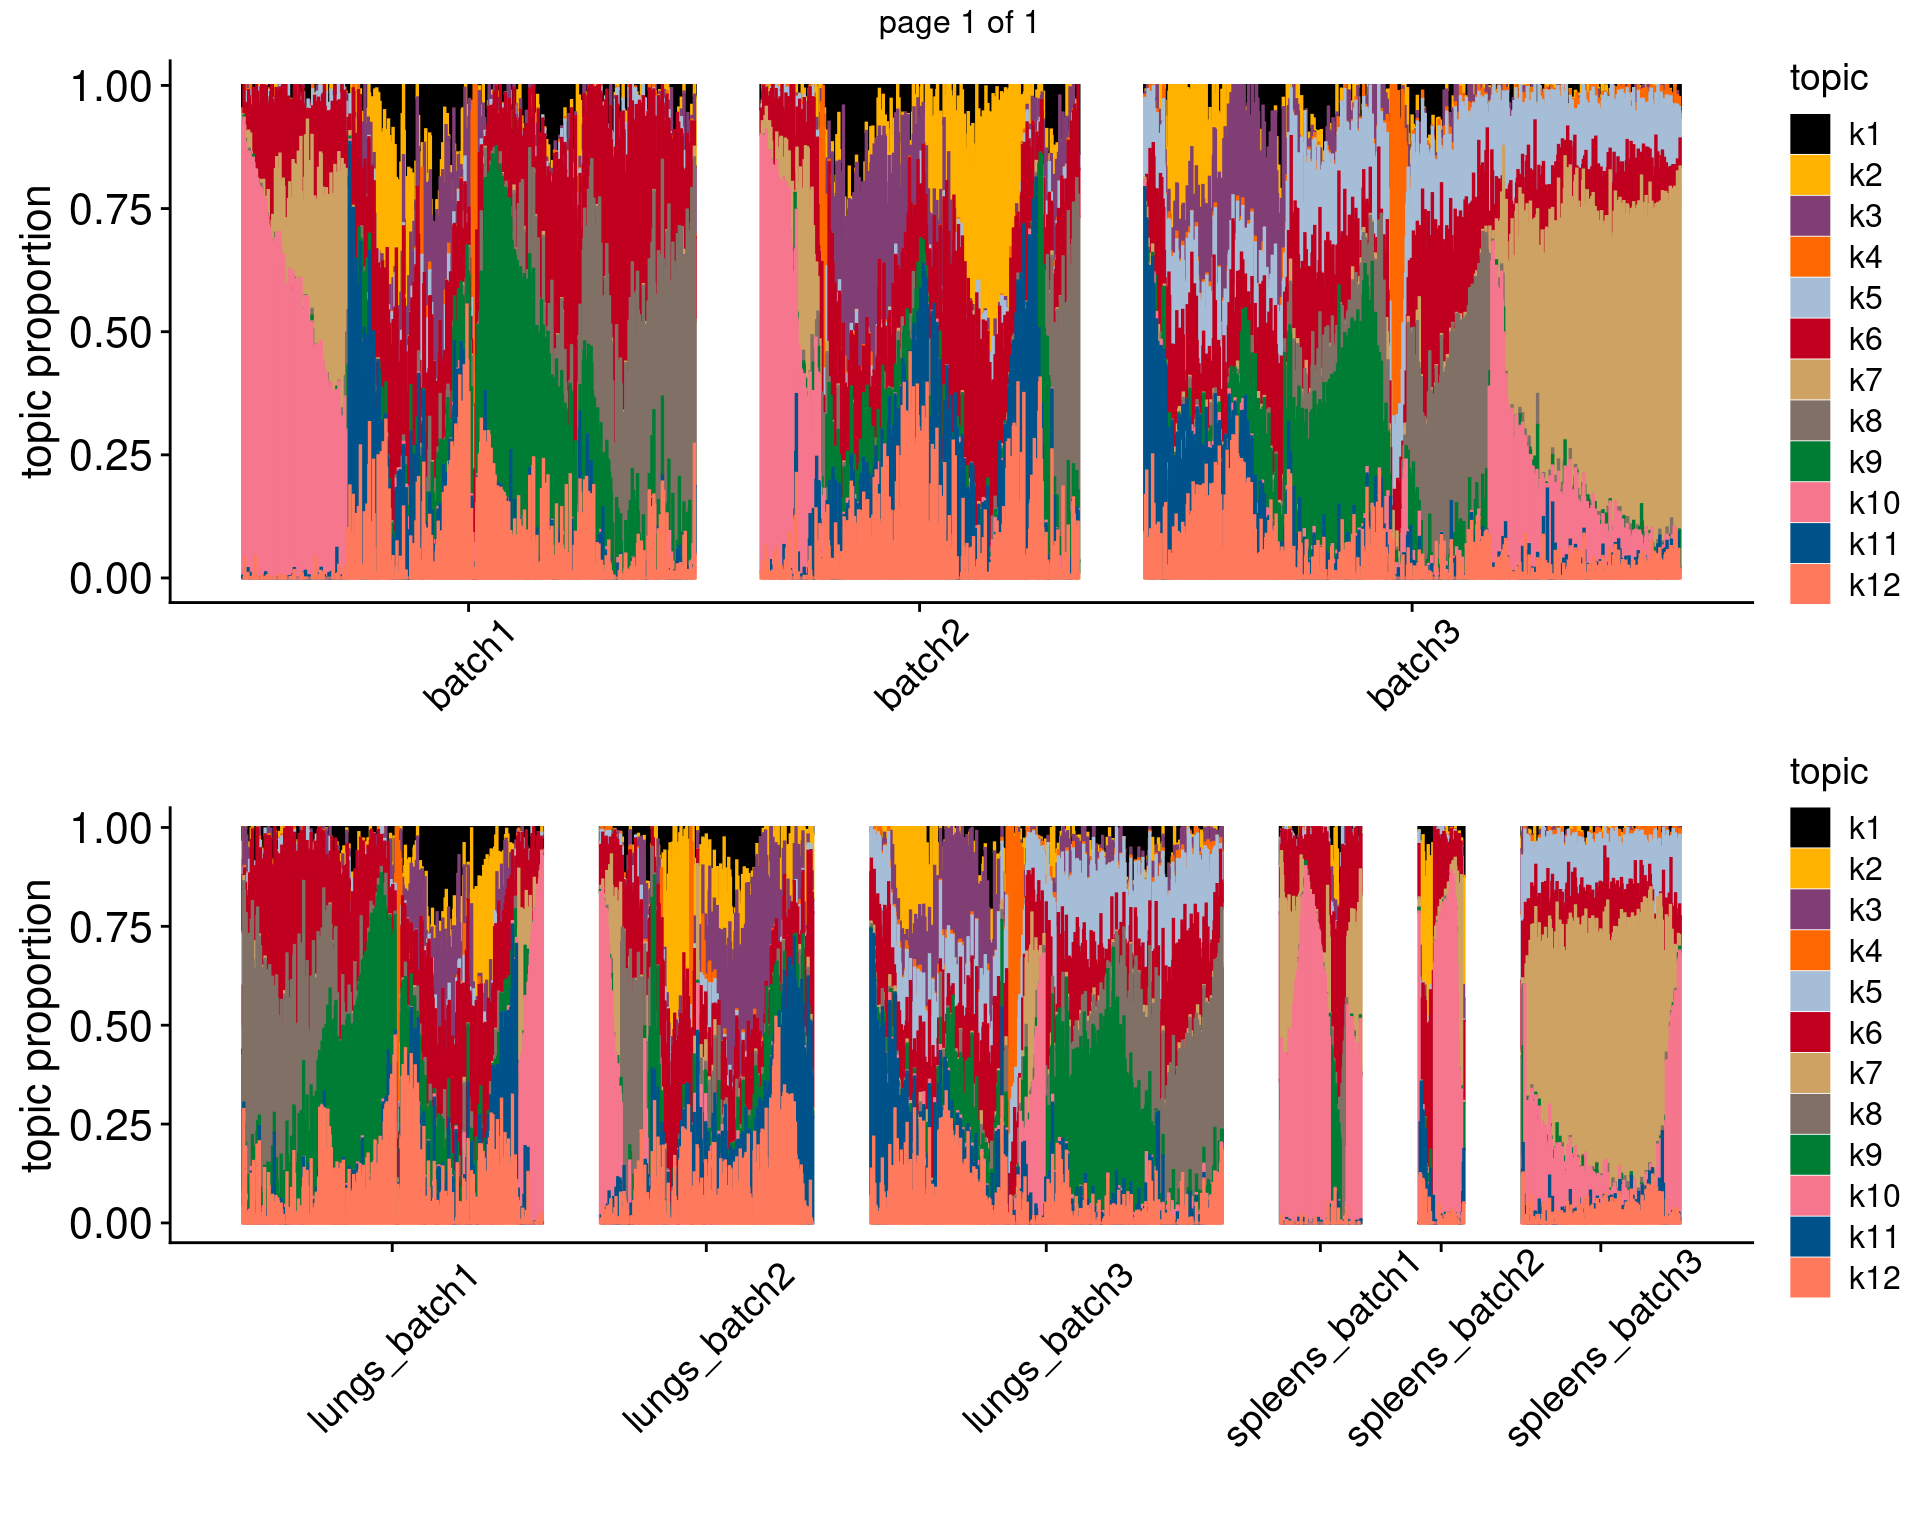 page 1 of 1
topic proportion
1.00
0.75
0.50
0.25
0.00
batch1
batch2
batch3
topic
k1
k2
k3
k4
k5
k6
k7
k8
k9
k10
k11
k12
topic proportion
1.00
0.75
0.50
0.25
0.00
lungs_batch1
lungs_batch2
lungs_batch3
spleens_batch1
spleens_batch2
spleens_batch3
topic
k1
k2
k3
k4
k5
k6
k7
k8
k9
k10
k11
k12